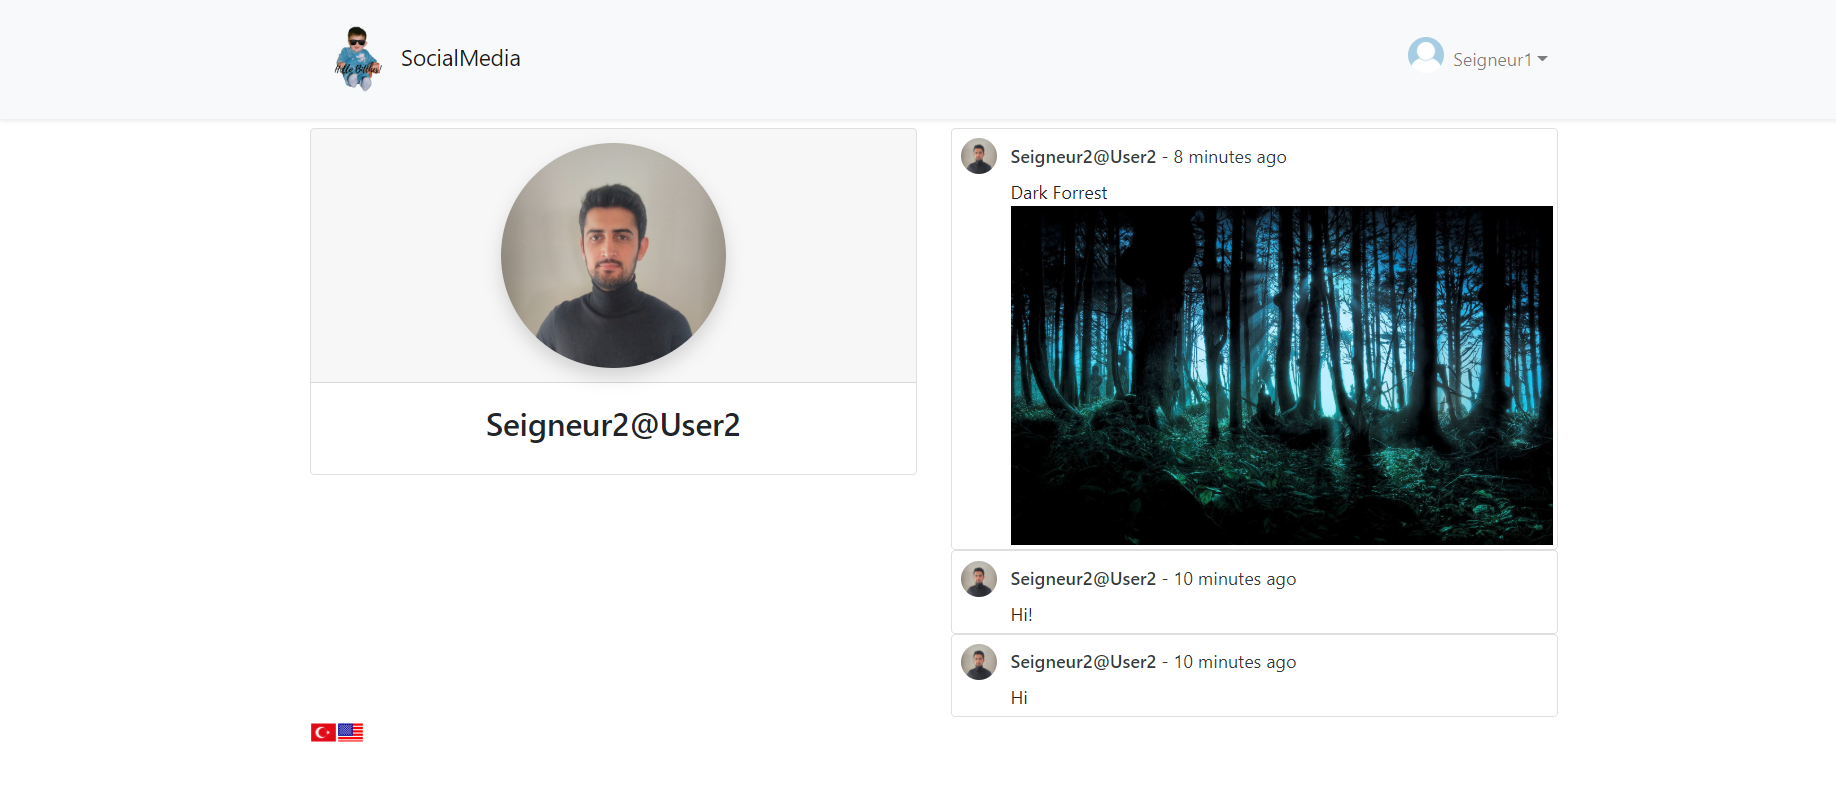 SocialMedia
Seigneur1
Seigneur2@User2
Seigneur2@User2 - 8 minutes ago
Dark Forrest
Seigneur2@User2 - 10 minutes ago
Hi!
Seigneur2@User2 - 10 minutes ago
Hi